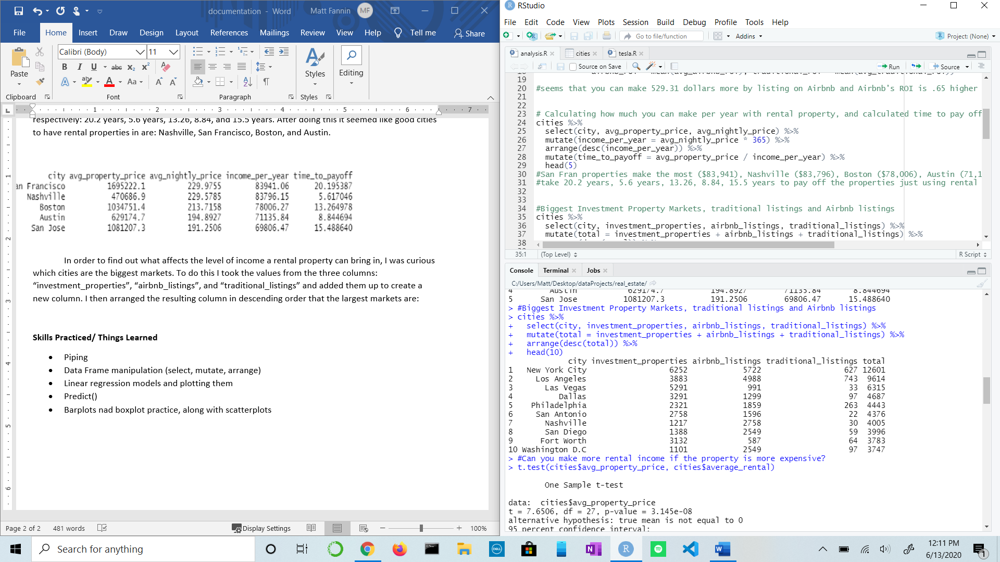 documentation - Word
Matt Fannin
MF
File Home Insert Draw Design Layout References Mailings Review View Help Tell me Share
Calibri (Body) 11
Paste
Styles
Editing
Clipboard Font Paragraph Styles
respectively: 20.2 years, 5.6 years, 13.26, 8.84, and 15.5 years. After doing this it seemed like good cities
to have rental properties in are: Nashville, San Francisco, Boston, and Austin.
city avg_property_price avg_nightly_price income_per_year time_to_payoff
an Francisco 1695222.1 229.9755 83941.06 20.195387
Nashville 470686.9 229.5785 83796.15 5.617046
Boston 1034751.4 213.7158 78006.27 13.264978
Austin 629174.7 194.8927 71135.84 8.844694
San Jose 1081207.3 191.2506 69806.47 15.488640
In order to find out what affects the level of income a rental property can bring in, I was curious
which cities are the biggest markets. To do this I took the values from the three columns:
“investment_properties”, “airbnb_listings”, and “traditional_listings” and added them up to create a
new column. I then arranged the resulting column in descending order that the largest markets are:
Skills Practiced/ Things Learned
• Piping
• Data Frame manipulation (select, mutate, arrange)
• Linear regression models and plotting them
• Predict()
• Barplots nad boxplot practice, along with scatterplots
Page 2 of 2 481 words Display Settings 100%
RStudio
File Edit Code View Plots Session Build Debug Profile Tools Help
Go to file/function Addins Project: (None)
analysis.R cities tesla.R
Source on Save Run Source
19
20 #seems that you can make 529.31 dollars more by listing on Airbnb and Airbnb's ROI is .65 higher
21
22
23 # Calculating how much you can make per year with rental property, and calculated time to pay off
24 cities %>%
25 select(city, avg_property_price, avg_nightly_price) %>%
26 mutate(income_per_year = avg_nightly_price * 365) %>%
27 arrange(desc(income_per_year)) %>%
28 mutate(time_to_payoff = avg_property_price / income_per_year) %>%
29 head(5)
30 #San Fran properties make the most ($83,941), Nashville ($83,796), Boston ($78,006), Austin (71,1
31 #take 20.2 years, 5.6 years, 13.26, 8.84, 15.5 years to pay off the properties just using rental
32
33
34 #Biggest Investment Property Markets, traditional listings and Airbnb listings
35 cities %>%
36 select(city, investment_properties, airbnb_listings, traditional_listings) %>%
37 mutate(total = investment_properties + airbnb_listings + traditional_listings) %>%
38
35:1 (Top Level) R Script
Console Terminal Jobs
C:/Users/Matt/Desktop/dataProjects/real_estate/
4 Austin 629174.7 194.8927 71135.84 8.844694
5 San Jose 1081207.3 191.2506 69806.47 15.488640
> #Biggest Investment Property Markets, traditional listings and Airbnb listings
> cities %>%
+ select(city, investment_properties, airbnb_listings, traditional_listings) %>%
+ mutate(total = investment_properties + airbnb_listings + traditional_listings) %>%
+ arrange(desc(total)) %>%
+ head(10)
city investment_properties airbnb_listings traditional_listings total
1 New York City 6252 5722 627 12601
2 Los Angeles 3883 4988 743 9614
3 Las Vegas 5291 991 33 6315
4 Dallas 3291 1299 97 4687
5 Philadelphia 2321 1859 263 4443
6 San Antonio 2758 1596 22 4376
7 Nashville 1217 2758 30 4005
8 San Diego 1388 2549 59 3996
9 Fort Worth 3132 587 64 3783
10 Washington D.C 1101 2549 97 3747
> #Can you make more rental income if the property is more expensive?
> t.test(cities$avg_property_price, cities$average_rental)
One Sample t-test
data: cities$avg_property_price
t = 7.6506, df = 27, p-value = 3.145e-08
alternative hypothesis: true mean is not equal to 0
95 percent confidence interval:
Search for anything
12:11 PM
6/13/2020
1